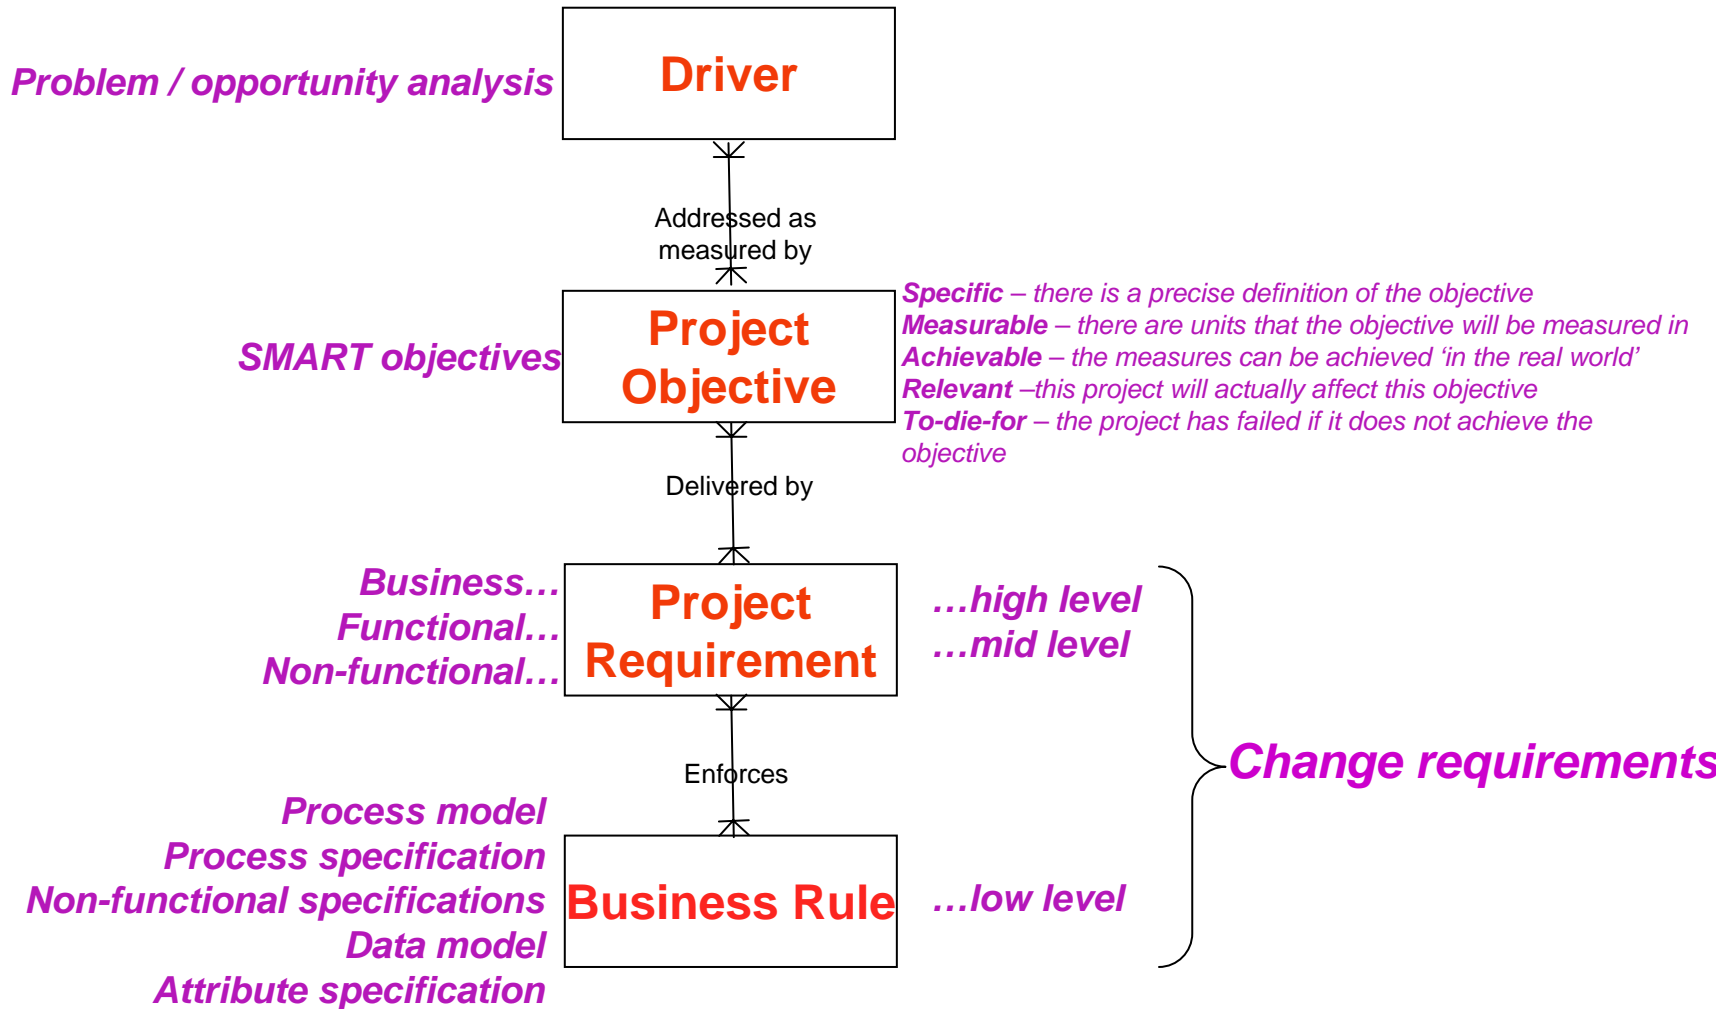 Problem / opportunity analysis
Driver
Addressed as
measured by
SMART objectives
Project
Objective
Specific – there is a precise definition of the objective
Measurable – there are units that the objective will be measured in
Achievable – the measures can be achieved ‘in the real world’
Relevant –this project will actually affect this objective
To-die-for – the project has failed if it does not achieve the
objective
Delivered by
Business…
Functional…
Non-functional…
Project
Requirement
…high level
…mid level
Change requirements
Enforces
Process model
Process specification
Non-functional specifications
Data model
Attribute specification
Business Rule
…low level